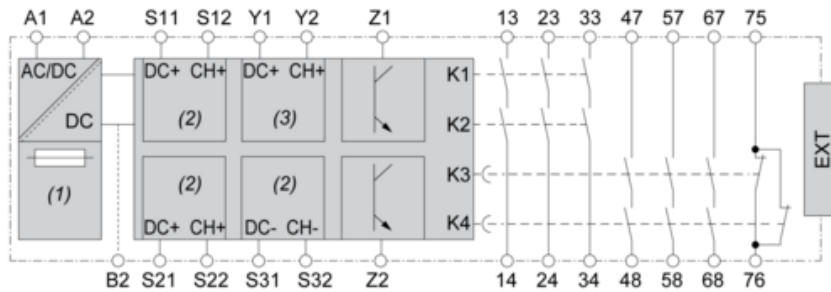 A1 A2 S11 S12 Y1 Y2 Z1 13 23 33 47 57 67 75
AC/DC DC+ CH+ DC+ CH+ K1
DC (2) (3) K2
(1) (2) (2) K3 EXT
DC+ CH+ DC- CH- K4
B2 S21 S22 S31 S32 Z2 14 24 34 48 58 68 76